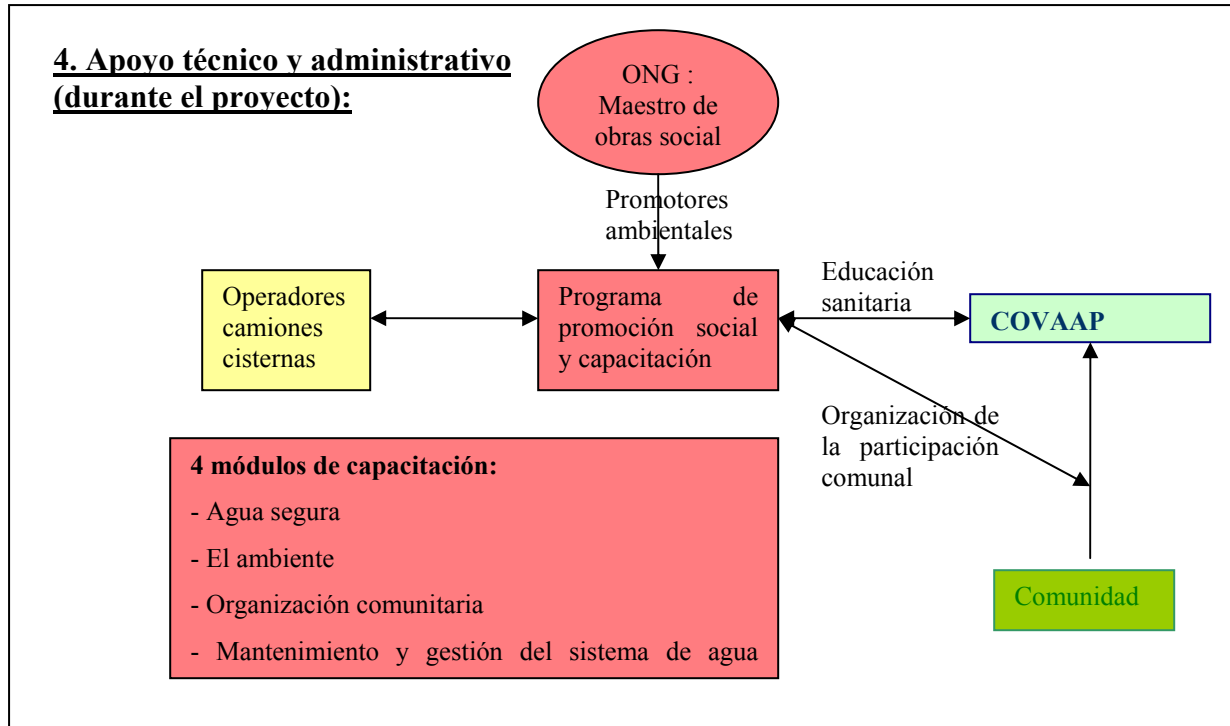 4. Apoyo técnico y administrativo
(durante el proyecto):
ONG :
Maestro de
obras social
Promotores
ambientales
Operadores
camiones
cisternas
Programa de
promoción social
y capacitación
Educación
sanitaria
COVAAP
Organización de
la participación
comunal
4 módulos de capacitación:
- Agua segura
- El ambiente
- Organización comunitaria
- Mantenimiento y gestión del sistema de agua
Comunidad